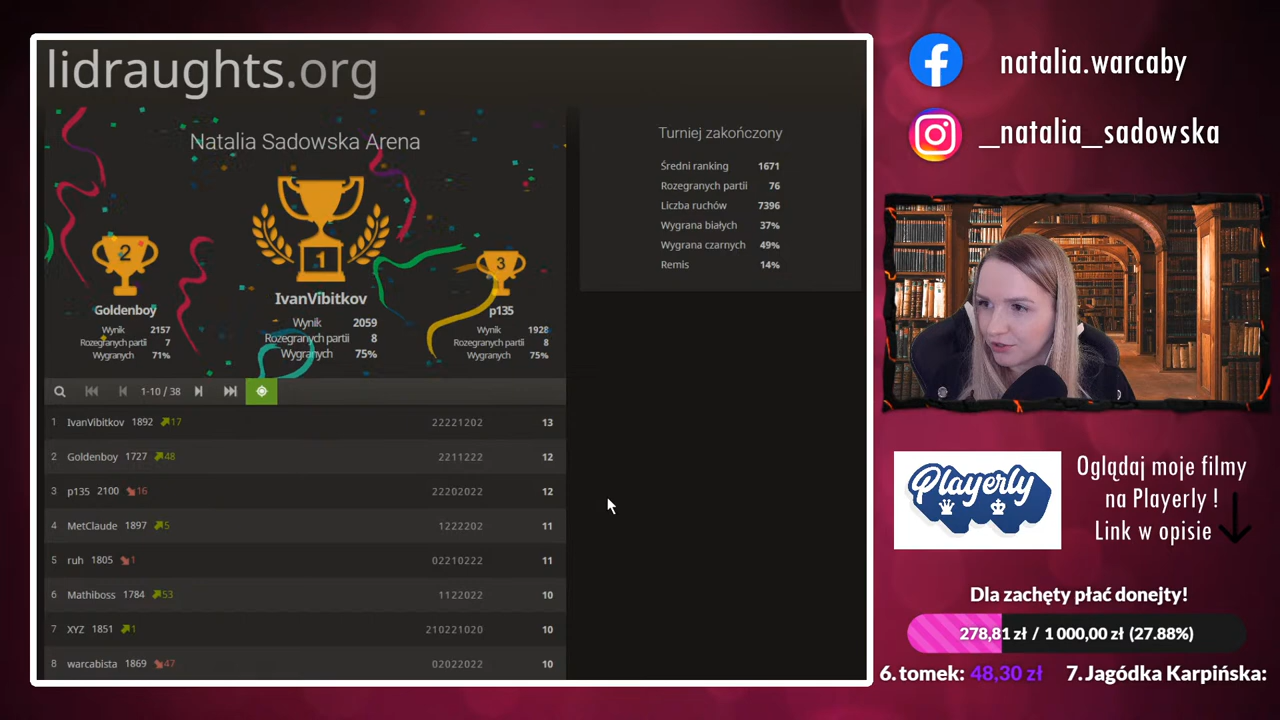 lidraughts.org
Natalia Sadowska Arena
2
1
3
Goldenboy
Wynik 2157
Rozegranych partii 7
Wygranych 71%
IvanVibitkov
Wynik 2059
Rozegranych partii 8
Wygranych 75%
p135
Wynik 1928
Rozegranych partii 8
Wygranych 75%
1-10 / 38
1 IvanVibitkov 1892 17 22221202 13
2 Goldenboy 1727 48 2211222 12
3 p135 2100 16 22202022 12
4 MetClaude 1897 5 1222202 11
5 ruh 1805 1 02210222 11
6 Mathiboss 1784 53 1122022 10
7 XYZ 1851 1 210221020 10
8 warcabista 1869 47 02022022 10
Turniej zakończony
Średni ranking 1671
Rozegranych partii 76
Liczba ruchów 7396
Wygrana białych 37%
Wygrana czarnych 49%
Remis 14%
natalia.warcaby
_natalia_sadowska
Playerly
Oglądaj moje filmy
na Playerly !
Link w opisie
Dla zachęty płać donejty!
278,81 zł / 1 000,00 zł (27.88%)
6. tomek: 48,30 zł 7. Jagódka Karpińska: